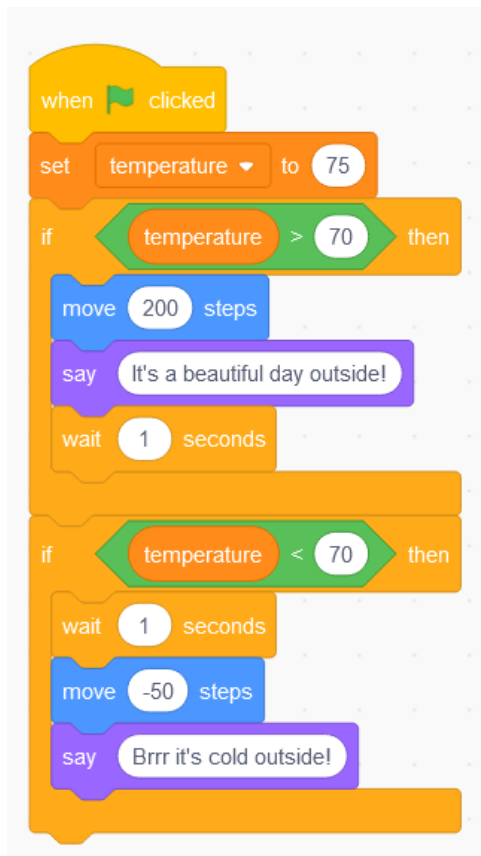 when clicked
set temperature to 75
if temperature > 70 then
move 200 steps
say It's a beautiful day outside!
wait 1 seconds
if temperature < 70 then
wait 1 seconds
move -50 steps
say Brrr it's cold outside!